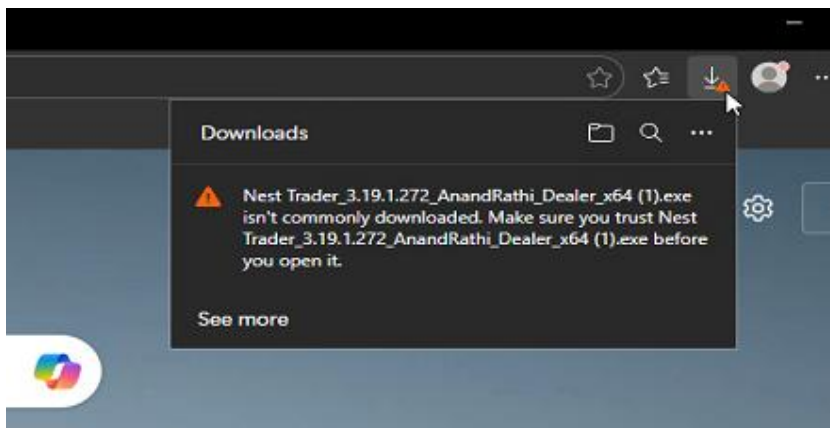 Downloads
Nest Trader_3.19.1.272_AnandRathi_Dealer_x64 (1).exe
isn't commonly downloaded. Make sure you trust Nest
Trader_3.19.1.272_AnandRathi_Dealer_x64 (1).exe before
you open it.
See more